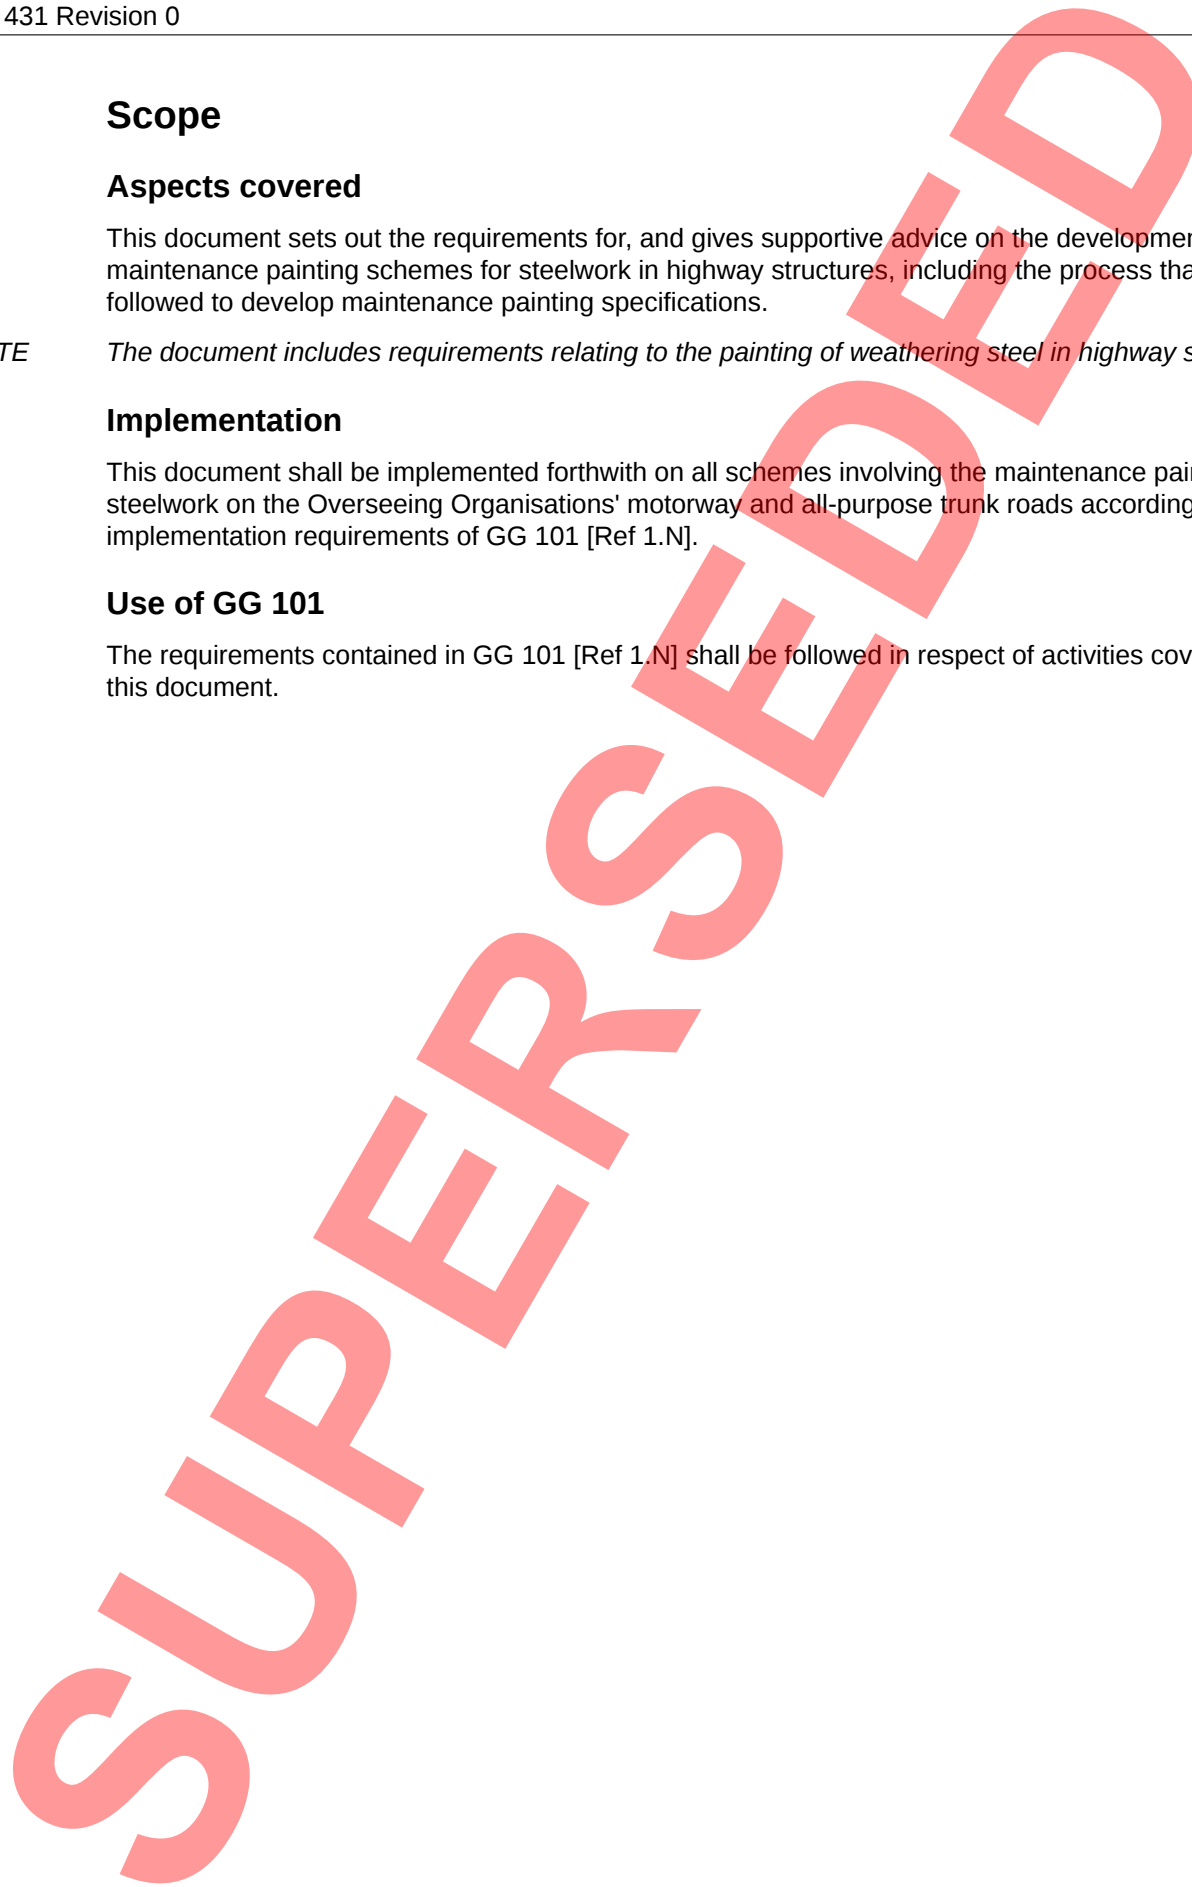 431 Revision 0
Scope
Aspects covered
This document sets out the requirements for, and gives supportive advice on the developmen
maintenance painting schemes for steelwork in highway structures, including the process tha
followed to develop maintenance painting specifications.
TE The document includes requirements relating to the painting of weathering steel in highway s
Implementation
This document shall be implemented forthwith on all schemes involving the maintenance pai
steelwork on the Overseeing Organisations' motorway and all-purpose trunk roads according
implementation requirements of GG 101 [Ref 1.N].
Use of GG 101
The requirements contained in GG 101 [Ref 1.N] shall be followed in respect of activities cov
this document.
SUPERSEDED